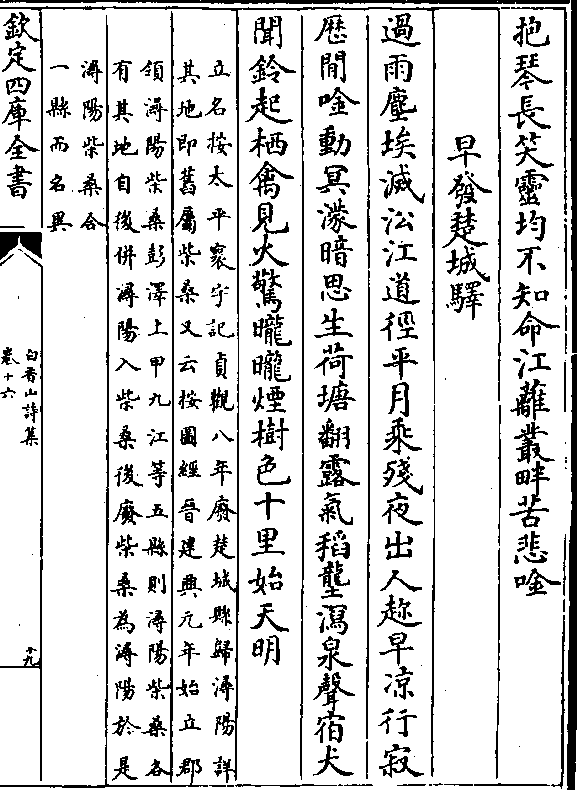 抱琴長笑靈均不知命江蘺叢畔苦悲唫
早發楚城驛
過雨塵埃滅㳂江道徑平月乘殘夜出人趂早凉行寂
歷閒唫動冥濛暗思生荷塘翻露氣稻壟瀉泉聲宿犬
聞鈴起栖禽見火驚曨曨煙樹色十里始天明
立名按太平寰宇記貞觀八年廢楚城縣歸潯陽詳
其地即舊屬柴桑又云按圖經晉建興元年始立郡
領潯陽柴桑彭澤上甲九江等五縣則潯陽柴桑各
有其地自後併潯陽入柴桑後廢柴桑為潯陽於是
潯陽柴桑合
一縣而名異
欽定四庫全書
白香山詩集
卷十六
十九